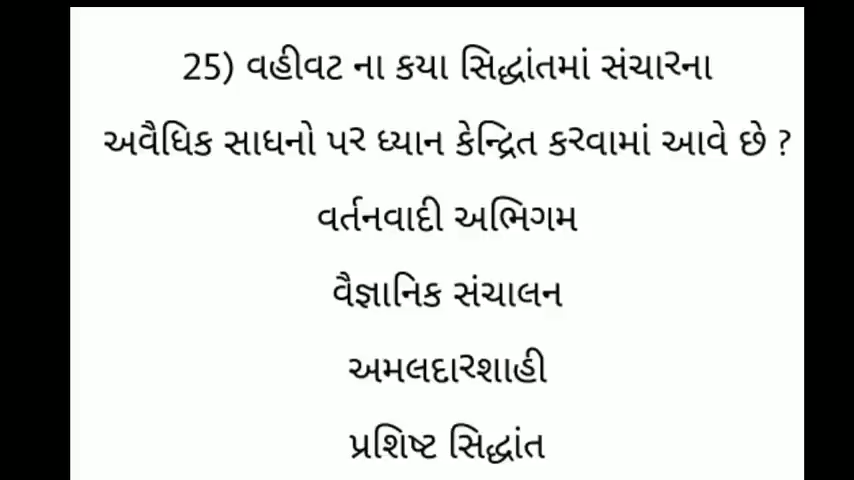 25) વહીવટ ના કયા સિદ્ધાંતમાં સંચારના
અવૈધિક સાધનો પર ધ્યાન કેન્દ્રિત કરવામાં આવે છે ?
વર્તનવાદી અભિગમ
વૈજ્ઞાનિક સંચાલન
અમલદારશાહી
પ્રશિષ્ટ સિદ્ધાંત